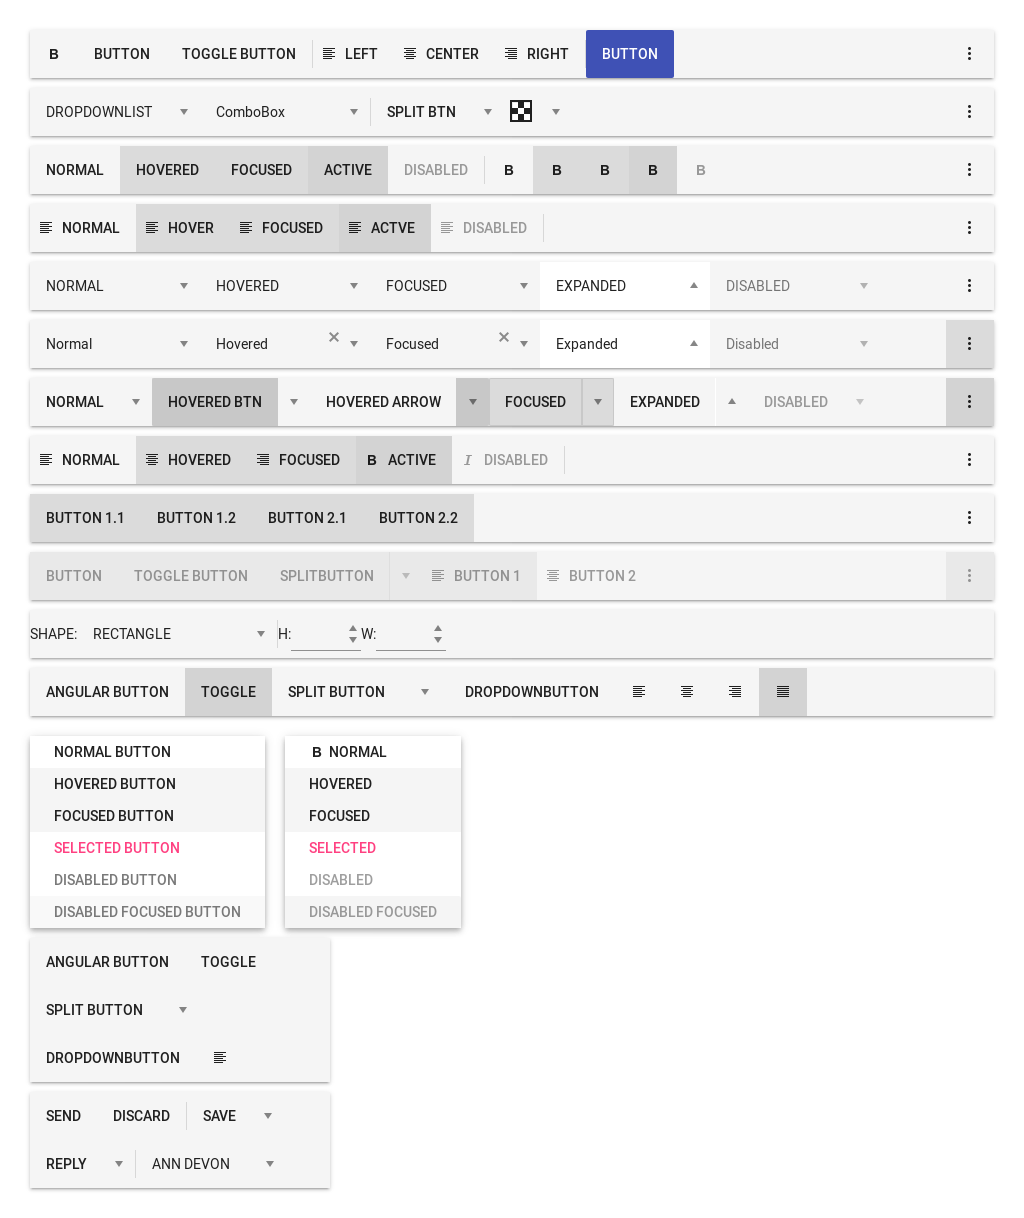 B BUTTON TOGGLE BUTTON LEFT CENTER RIGHT BUTTON
DROPDOWNLIST ComboBox SPLIT BTN
NORMAL HOVERED FOCUSED ACTIVE DISABLED B B B B B
NORMAL HOVER FOCUSED ACTVE DISABLED
NORMAL HOVERED FOCUSED EXPANDED DISABLED
Normal Hovered Focused Expanded Disabled
NORMAL HOVERED BTN HOVERED ARROW FOCUSED EXPANDED DISABLED
NORMAL HOVERED FOCUSED B ACTIVE I DISABLED
BUTTON 1.1 BUTTON 1.2 BUTTON 2.1 BUTTON 2.2
BUTTON TOGGLE BUTTON SPLITBUTTON BUTTON 1 BUTTON 2
SHAPE: RECTANGLE H: W:
ANGULAR BUTTON TOGGLE SPLIT BUTTON DROPDOWNBUTTON
NORMAL BUTTON
HOVERED BUTTON
FOCUSED BUTTON
SELECTED BUTTON
DISABLED BUTTON
DISABLED FOCUSED BUTTON
B NORMAL
HOVERED
FOCUSED
SELECTED
DISABLED
DISABLED FOCUSED
ANGULAR BUTTON TOGGLE
SPLIT BUTTON
DROPDOWNBUTTON
SEND DISCARD SAVE
REPLY ANN DEVON